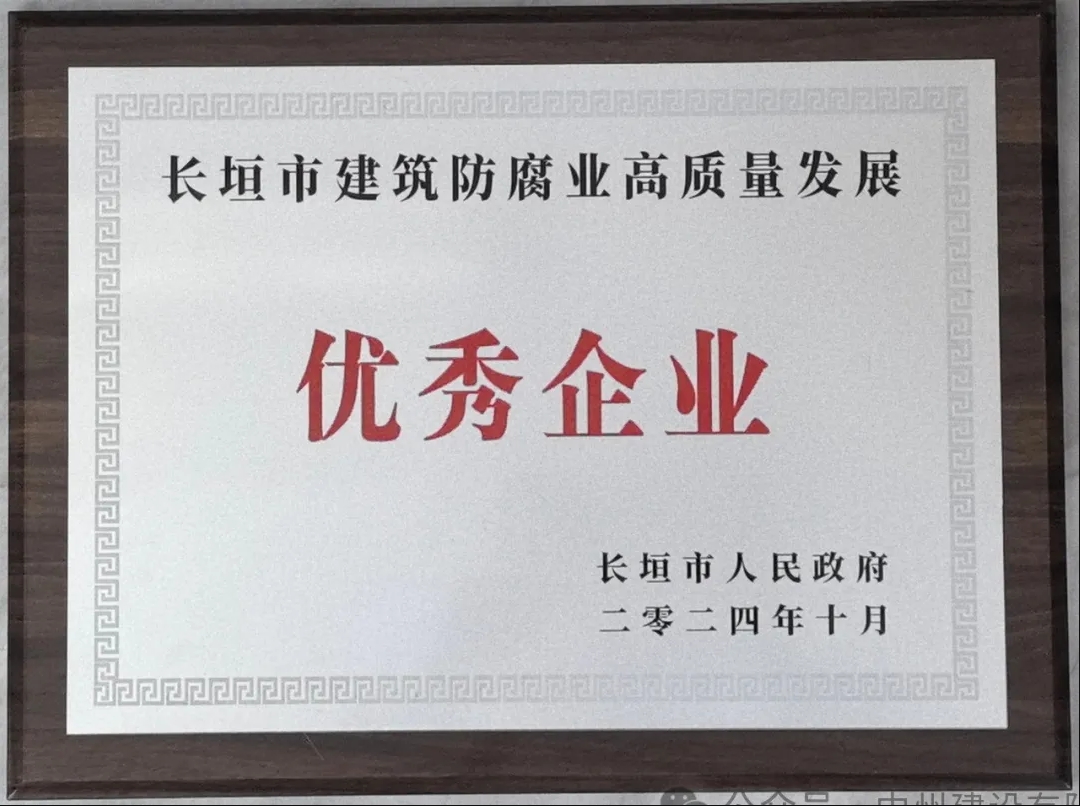 长垣市建筑防腐业高质量发展
优秀企业
长垣市人民政府
二零二四年十月